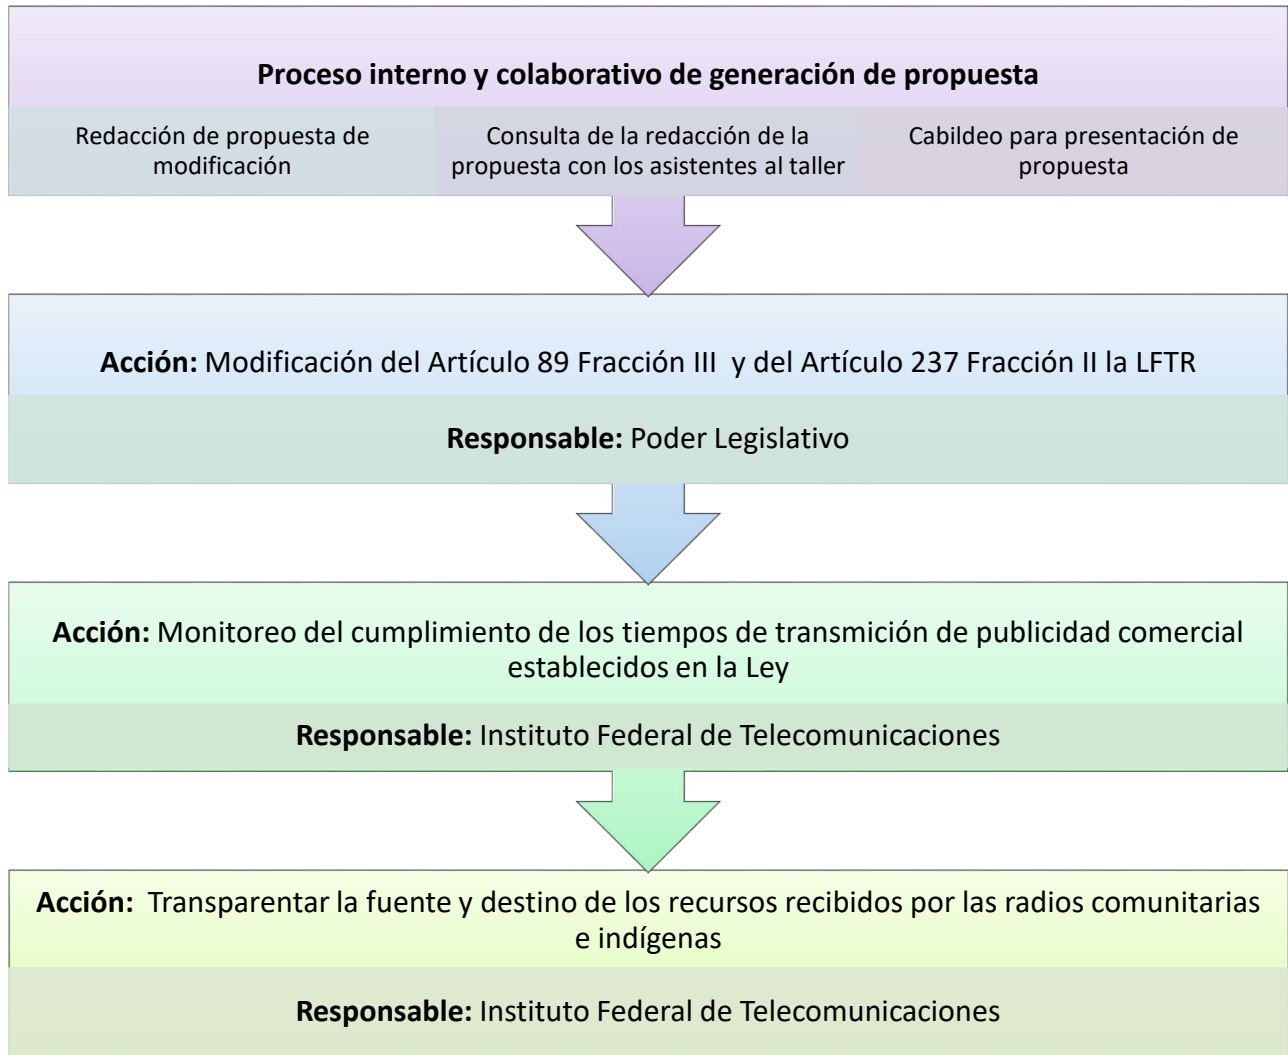 Proceso interno y colaborativo de generación de propuesta
Redacción de propuesta de
modificación
Consulta de la redacción de la
propuesta con los asistentes al taller
Cabildeo para presentación de
propuesta
Acción: Modificación del Artículo 89 Fracción III y del Artículo 237 Fracción II la LFTR
Responsable: Poder Legislativo
Acción: Monitoreo del cumplimiento de los tiempos de transmición de publicidad comercial
establecidos en la Ley
Responsable: Instituto Federal de Telecomunicaciones
Acción: Transparentar la fuente y destino de los recursos recibidos por las radios comunitarias
e indígenas
Responsable: Instituto Federal de Telecomunicaciones